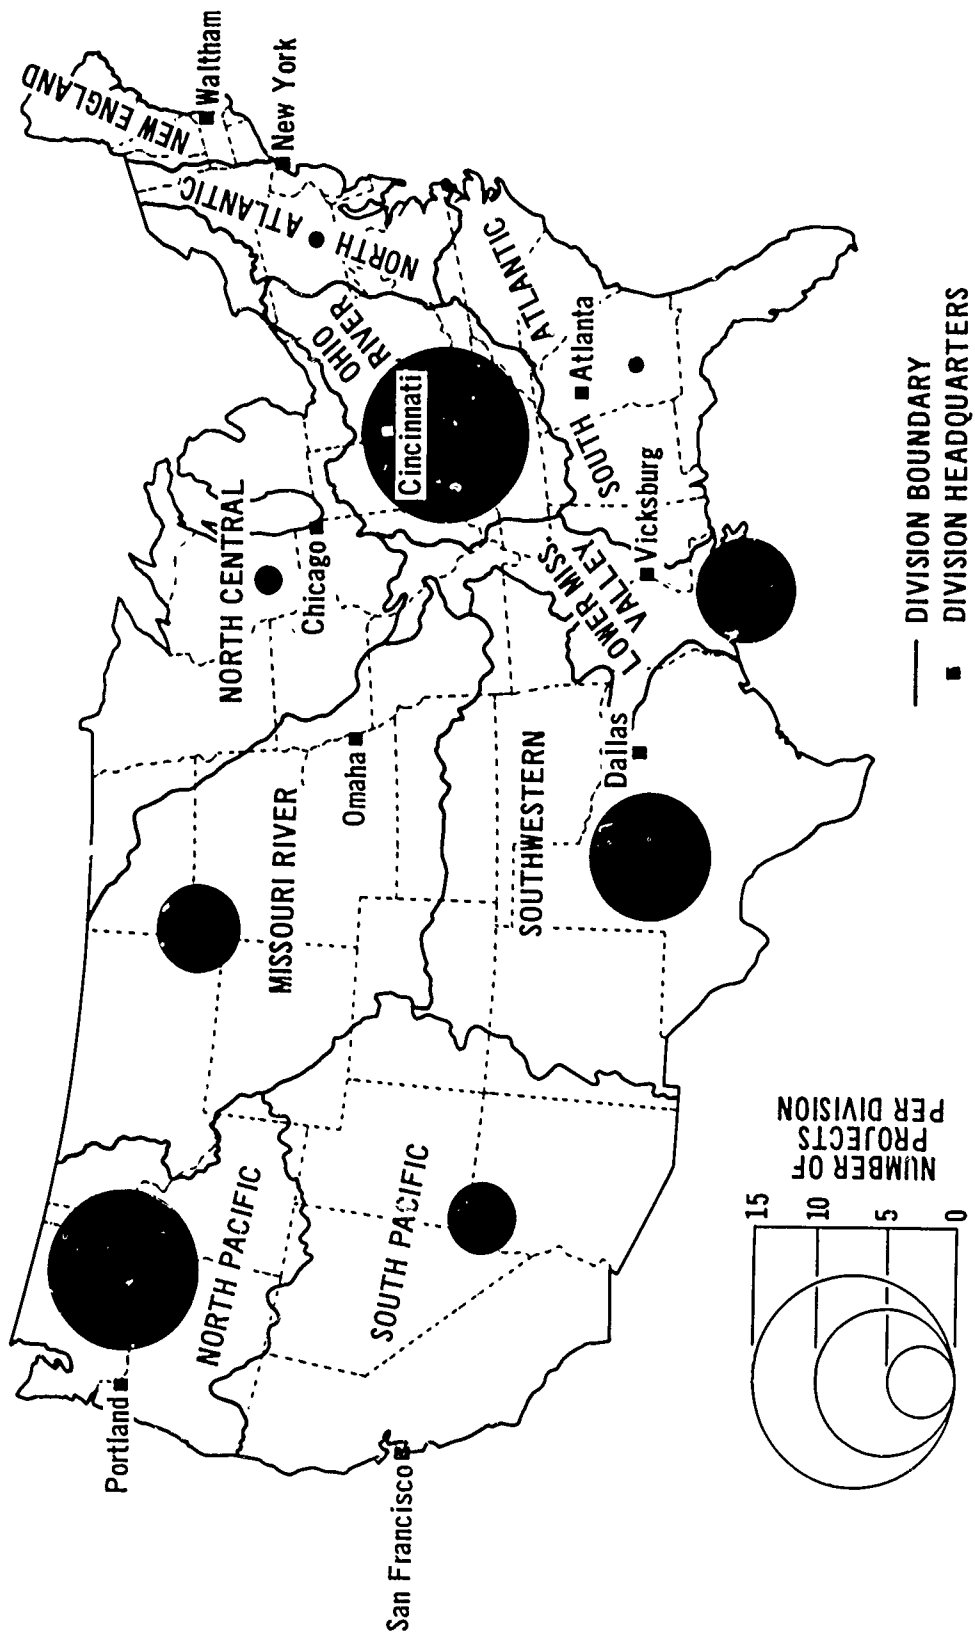 NEW ENGLAND
Waltham
New York
NORTH
ATLANTIC
OHIO
RIVER
Cincinnati
SOUTH
ATLANTIC
Atlanta
NORTH CENTRAL
Chicago
LOWER MISS.
VALLEY
Vicksburg
MISSOURI RIVER
Omaha
SOUTHWESTERN
Dallas
NORTH PACIFIC
Portland
SOUTH PACIFIC
San Francisco
NUMBER OF
PROJECTS
PER DIVISION
15
10
5
0
DIVISION BOUNDARY
DIVISION HEADQUARTERS